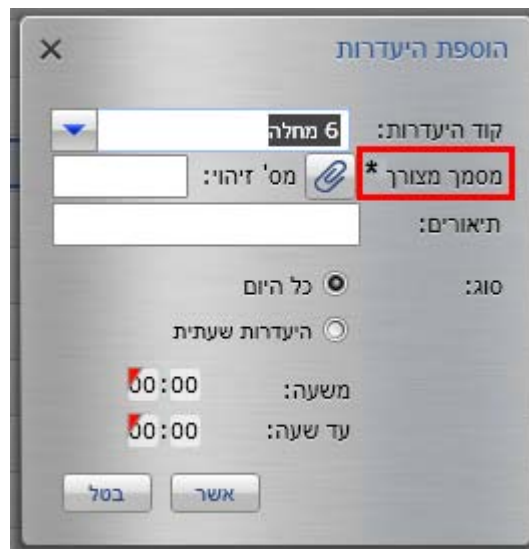 הוספת היעדרות
קוד היעדרות: 6 מחלה
מסמך מצורך * מס' זיהוי:
תיאורים:
סוג: כל היום
היעדרות שעתית
משעה: 00:00
עד שעה: 00:00
אשר בטל